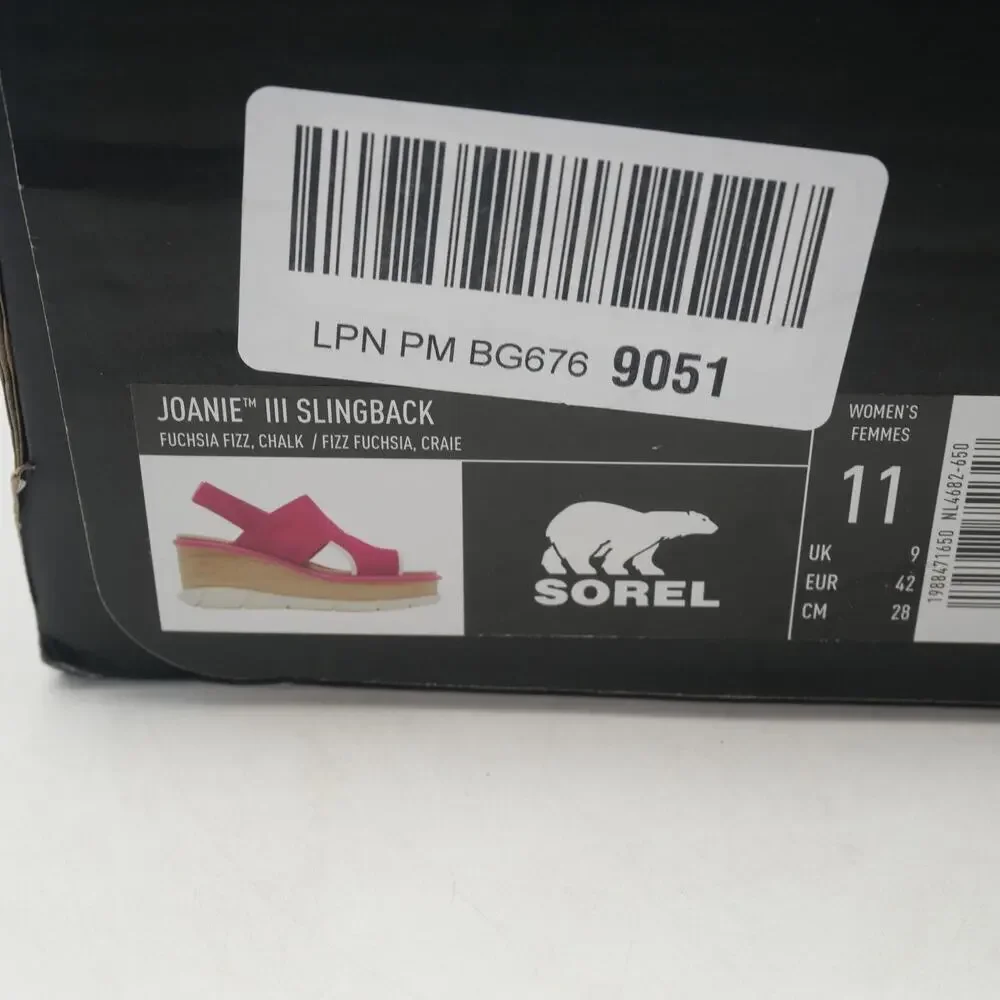 LPN PM BG676 9051
JOANIE™ III SLINGBACK
FUCHSIA FIZZ, CHALK / FIZZ FUCHSIA, CRAIE
SOREL
WOMEN'S
FEMMES
11
UK 9
EUR 42
CM 28
1988471650 NL4682-650